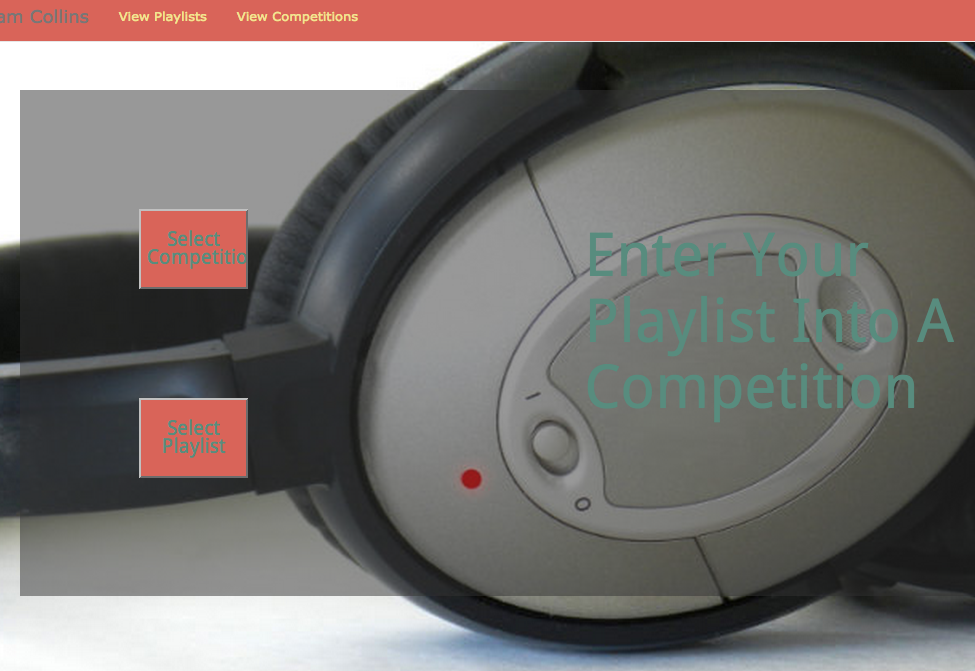 am Collins View Playlists View Competitions
Select
Competitio
Enter Your
Playlist Into A
Competition
Select
Playlist
I
O